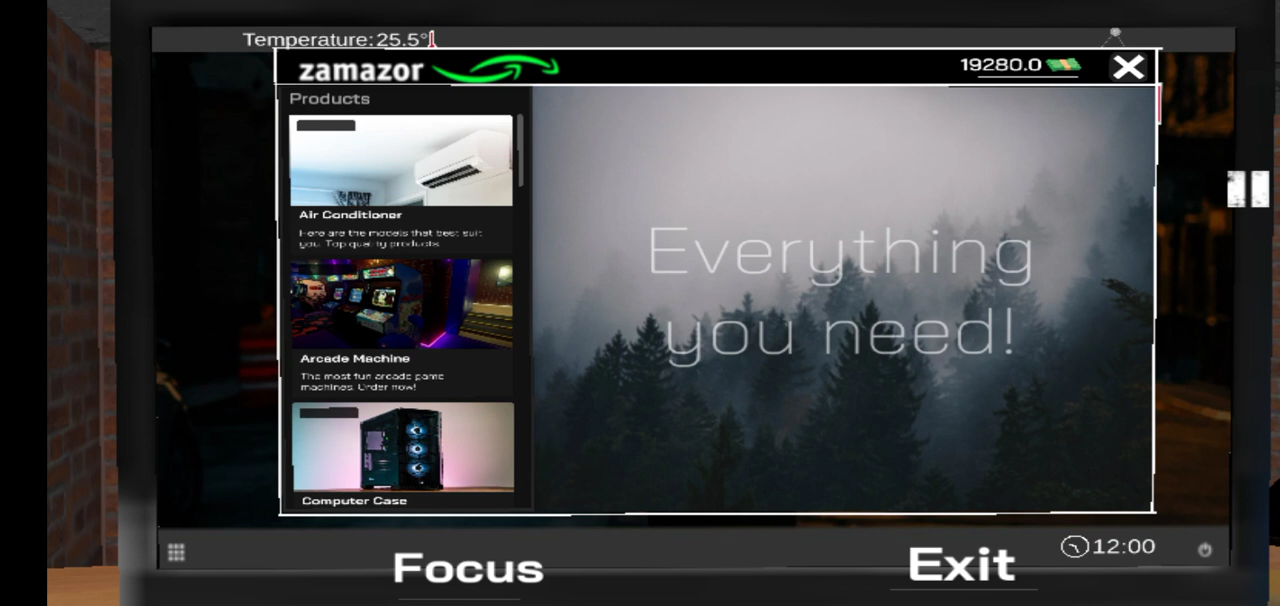 Temperature: 25.5°
zamazor
19280.0
Products
Air Conditioner
Here are the models that best suit
you. Top quality products.
Arcade Machine
The most fun arcade game
machines. Order now!
Computer Case
Everything
you need!
12:00
Focus
Exit